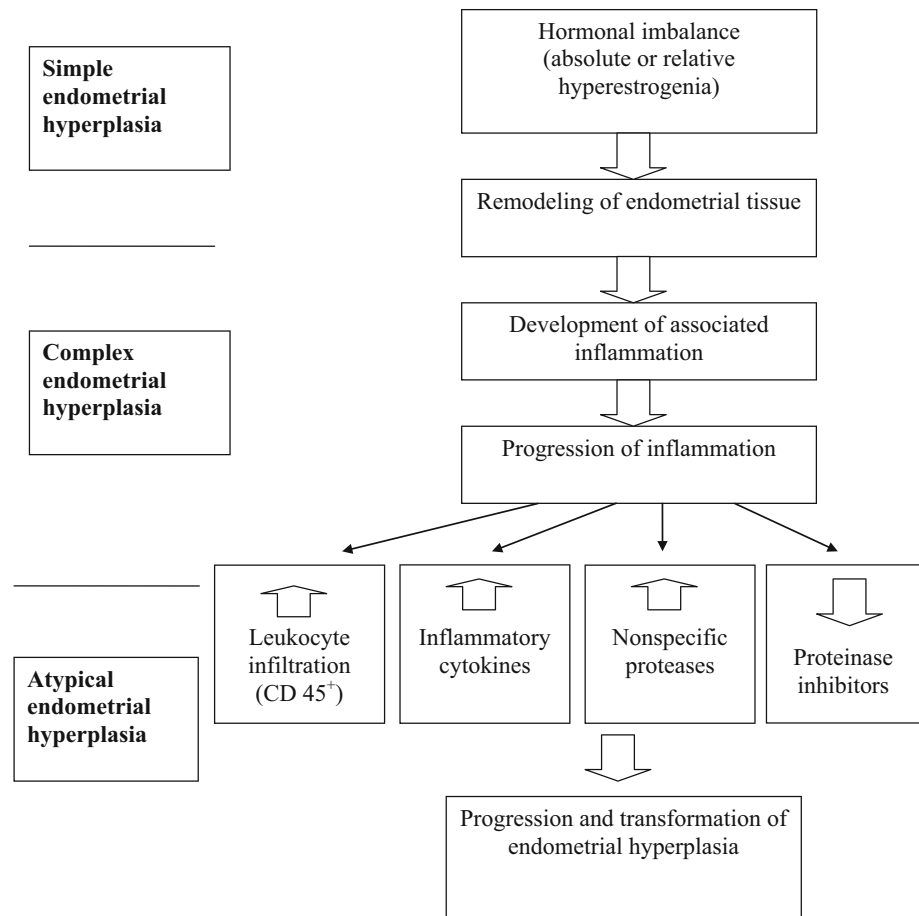 Simple
endometrial
hyperplasia
Hormonal imbalance
(absolute or relative
hyperestrogenia)
Remodeling of endometrial tissue
Complex
endometrial
hyperplasia
Development of associated
inflammation
Progression of inflammation
Leukocyte
infiltration
(CD 45⁺)
Inflammatory
cytokines
Nonspecific
proteases
Proteinase
inhibitors
Atypical
endometrial
hyperplasia
Progression and transformation of
endometrial hyperplasia